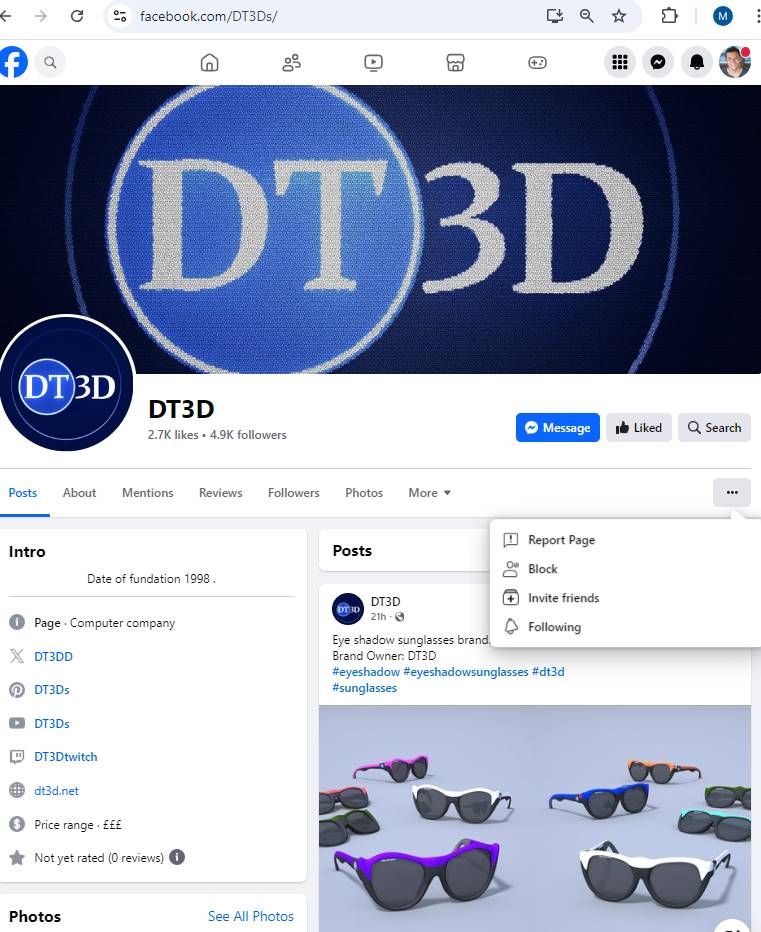 facebook.com/DT3Ds/
M
DT3D
DT3D
DT3D
2.7K likes • 4.9K followers
Message
Liked
Search
Posts
About
Mentions
Reviews
Followers
Photos
More
Report Page
Block
Invite friends
Following
Intro
Date of fundation 1998 .
Page · Computer company
DT3DD
DT3Ds
DT3Ds
DT3Dtwitch
dt3d.net
Price range · £££
Not yet rated (0 reviews)
Photos
See All Photos
Posts
DT3D
DT3D
21h ·
Eye shadow sunglasses brand.
Brand Owner: DT3D
#eyeshadow #eyeshadowsunglasses #dt3d
#sunglasses